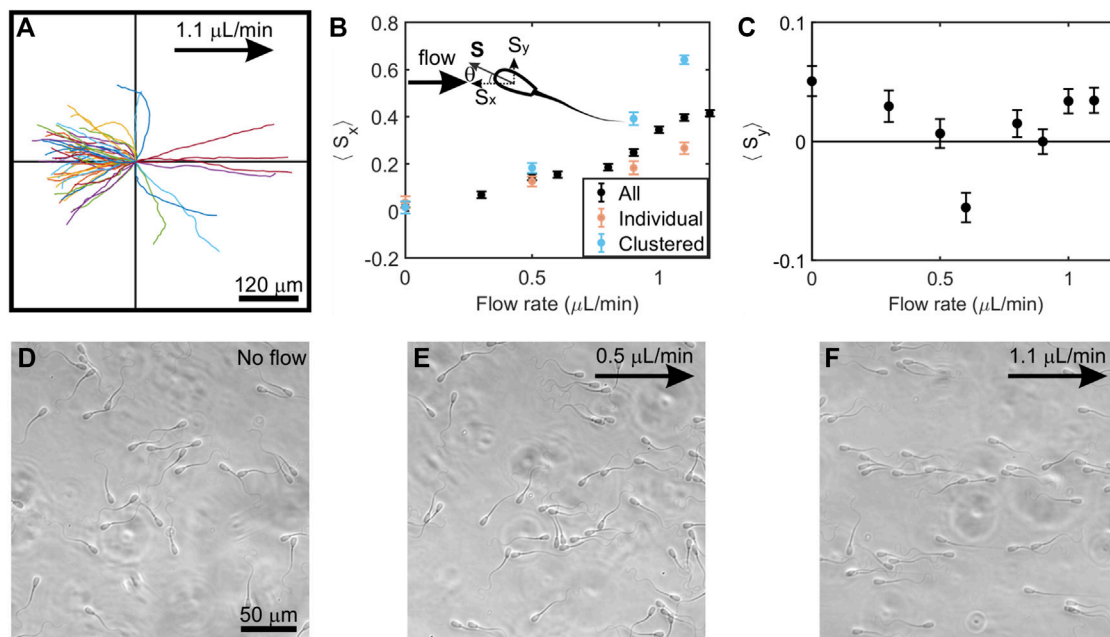 A
1.1 μL/min
120 μm
B
⟨ Sx⟩
0.8
0.6
0.4
0.2
0
-0.2
flow
S
Sy
θ
Sx
All
Individual
Clustered
0
0.5
1
Flow rate (μL/min)
C
⟨ Sy⟩
0.1
0
-0.1
0
0.5
1
Flow rate (μL/min)
D
No flow
50 μm
E
0.5 μL/min
F
1.1 μL/min